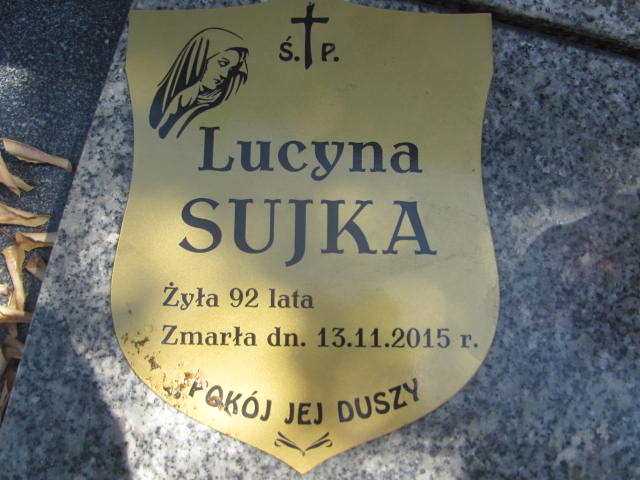 Ś. P.
Lucyna
SUJKA
Żyła 92 lata
Zmarła dn. 13.11.2015 r.
POKÓJ JEJ DUSZY